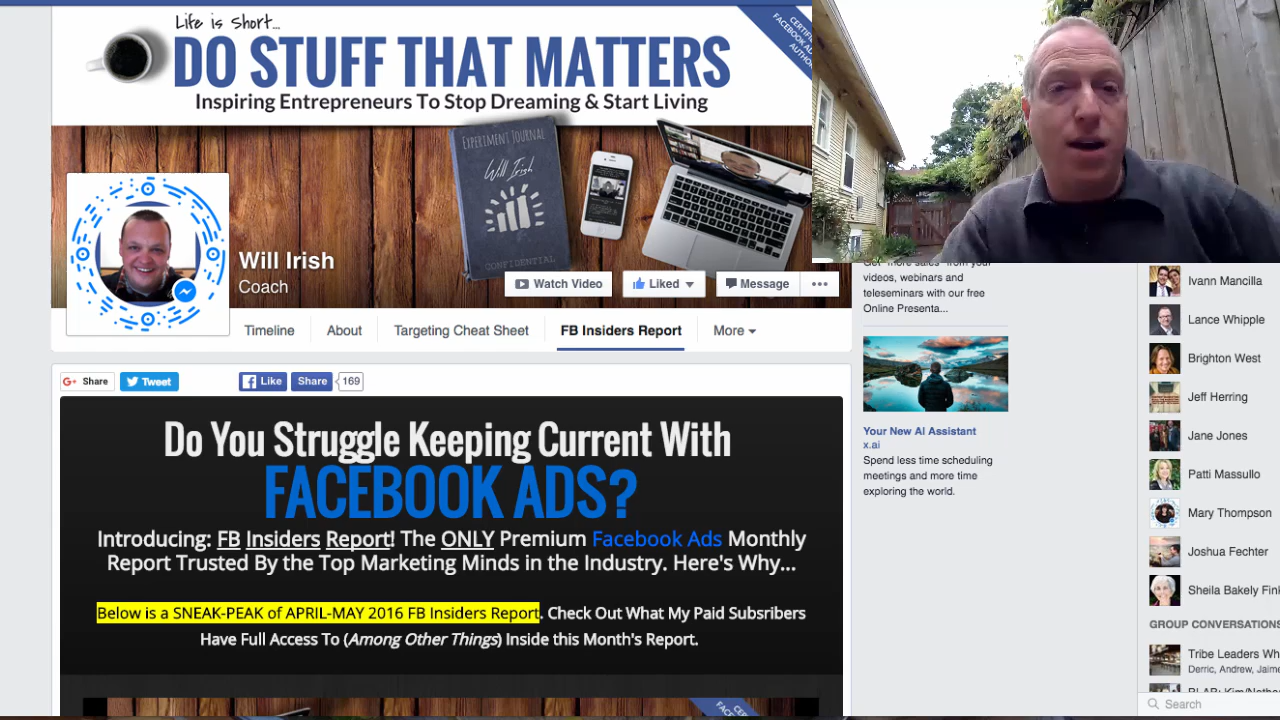 Life is Short...
DO STUFF THAT MATTERS
Inspiring Entrepreneurs To Stop Dreaming & Start Living
FACEBOOK AD
EXPERIMENT JOURNAL
Will Irish
CONFIDENTIAL
Will Irish
Coach
Watch Video
Liked
Message
Timeline
About
Targeting Cheat Sheet
FB Insiders Report
More
G+ Share
Tweet
Like
Share
169
Do You Struggle Keeping Current With
FACEBOOK ADS?
Introducing: FB Insiders Report! The ONLY Premium Facebook Ads Monthly
Report Trusted By the Top Marketing Minds in the Industry. Here's Why...
Below is a SNEAK-PEAK of APRIL-MAY 2016 FB Insiders Report. Check Out What My Paid Subsribers
Have Full Access To (Among Other Things) Inside this Month's Report.
videos, webinars and
teleseminars with our free
Online Presenta...
Your New AI Assistant
x.ai
Spend less time scheduling
meetings and more time
exploring the world.
Ivann Mancilla
Lance Whipple
Brighton West
Jeff Herring
Jane Jones
Patti Massullo
Mary Thompson
Joshua Fechter
Sheila Bakely Fink
GROUP CONVERSATIONS
Tribe Leaders Wh
Derric, Andrew, Jaime
Search